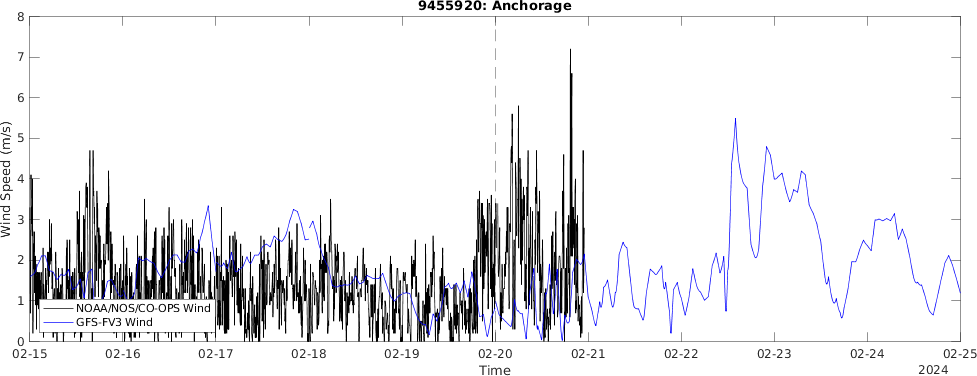 9455920: Anchorage
Wind Speed (m/s)
8
7
6
5
4
3
2
1
0
NOAA/NOS/CO-OPS Wind
GFS-FV3 Wind
02-15 02-16 02-17 02-18 02-19 02-20 02-21 02-22 02-23 02-24 02-25
Time
2024